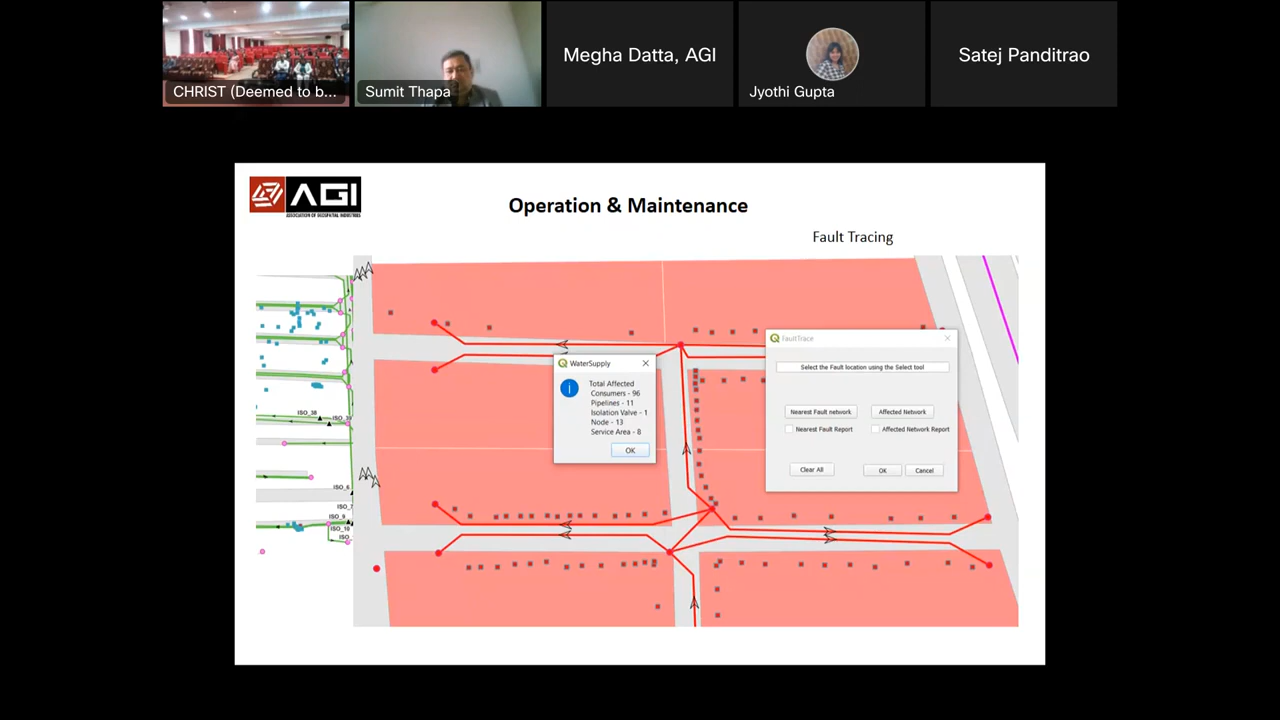 CHRIST (Deemed to b...
Sumit Thapa
Megha Datta, AGI
Jyothi Gupta
Satej Panditrao
AGI
ASSOCIATION OF GEOSPATIAL INDUSTRIES
Operation & Maintenance
Fault Tracing
WaterSupply
Total Affected
Consumers - 96
Pipelines - 11
Isolation Valve - 1
Node - 13
Service Area - 8
OK
FaultTrace
Select the Fault location using the Select tool
Nearest Fault network
Affected Network
Nearest Fault Report
Affected Network Report
Clear All
OK
Cancel
ISO_38
ISO_39
ISO_6
ISO_7
ISO_9
ISO_10
ISO_